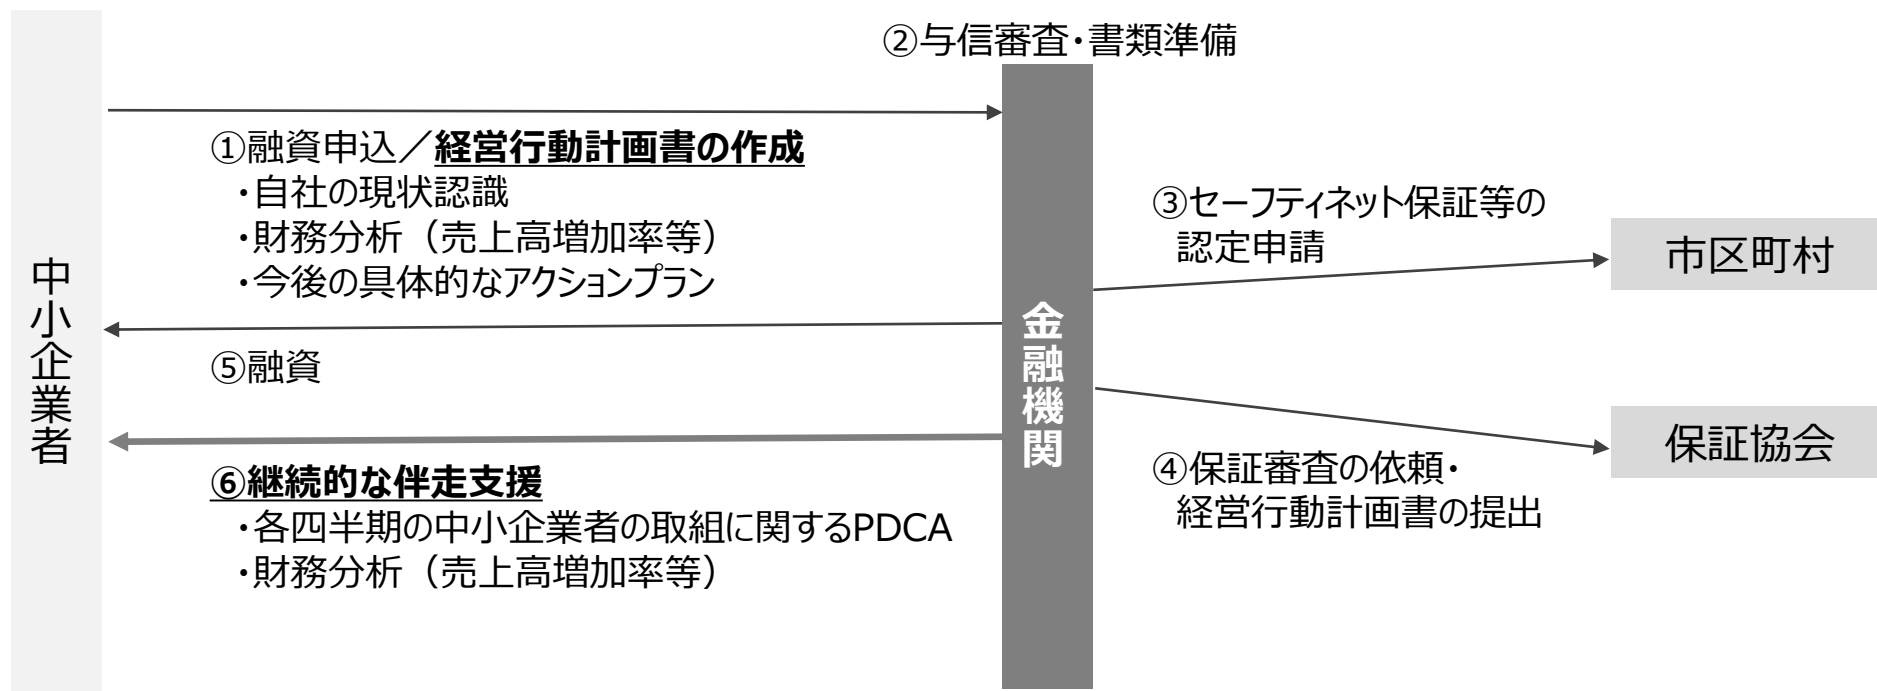 ②与信審査・書類準備
①融資申込／経営行動計画書の作成
・自社の現状認識
・財務分析（売上高増加率等）
・今後の具体的なアクションプラン
⑤融資
⑥継続的な伴走支援
・各四半期の中小企業者の取組に関するPDCA
・財務分析（売上高増加率等）
中小企業者
金融機関
③セーフティネット保証等の
認定申請
市区町村
④保証審査の依頼・
経営行動計画書の提出
保証協会